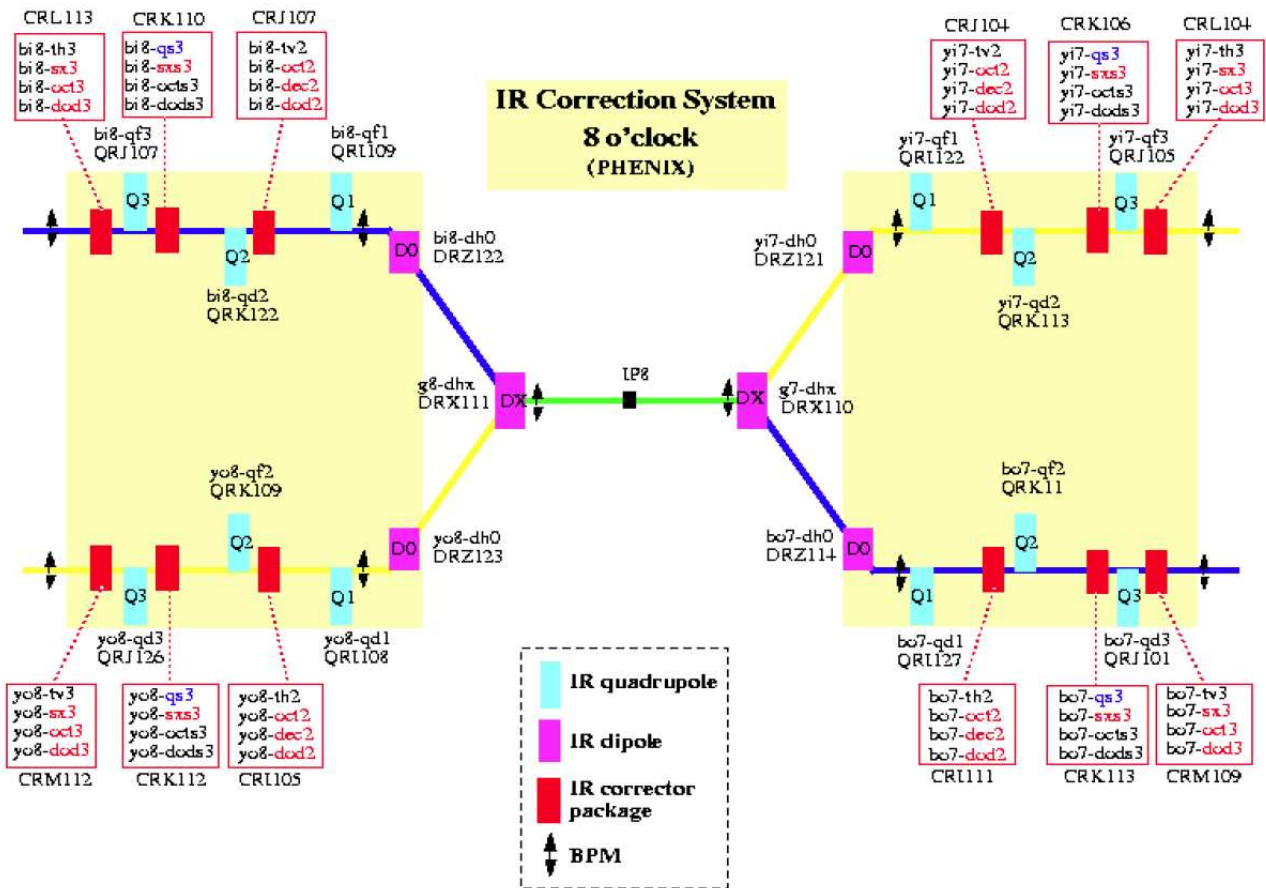 CRL113
CRK110
CRJ107
bi8-th3
bi8-sx3
bi8-oct3
bi8-dod3
bi8-qs3
bi8-sxs3
bi8-octs3
bi8-dods3
bi8-tv2
bi8-oct2
bi8-dec2
bi8-dod2
IR Correction System
8 o'clock
(PHENIX)
CRJ104
CRK106
CRL104
yi7-tv2
yi7-oct2
yi7-dec2
yi7-dod2
yi7-qs3
yi7-sxs3
yi7-octs3
yi7-dods3
yi7-th3
yi7-sx3
yi7-oct3
yi7-dod3
bi8-qf3
QRJ107
bi8-qf1
QRI109
yi7-qf1
QRI122
yi7-qf3
QRJ105
Q3
Q1
Q1
Q3
Q2
Q2
D0
D0
bi8-dh0
DRZ122
yi7-dh0
DRZ121
bi8-qd2
QRK122
yi7-qd2
QRK113
g8-dhx
DRX111
DX
IP8
DX
g7-dhx
DRX110
yo8-qf2
QRK109
bo7-qf2
QRK11
Q2
Q2
D0
D0
yo8-dh0
DRZ123
bo7-dh0
DRZ114
Q3
Q1
Q1
Q3
yo8-qd3
QRJ126
yo8-qd1
QRI108
bo7-qd1
QRI127
bo7-qd3
QRJ101
yo8-tv3
yo8-sx3
yo8-oct3
yo8-dod3
CRM112
yo8-qs3
yo8-sxs3
yo8-octs3
yo8-dods3
CRK112
yo8-th2
yo8-oct2
yo8-dec2
yo8-dod2
CRI105
bo7-th2
bo7-oct2
bo7-dec2
bo7-dod2
CRI111
bo7-qs3
bo7-sxs3
bo7-octs3
bo7-dods3
CRK113
bo7-tv3
bo7-sx3
bo7-oct3
bo7-dod3
CRM109
IR quadrupole
IR dipole
IR corrector
package
BPM